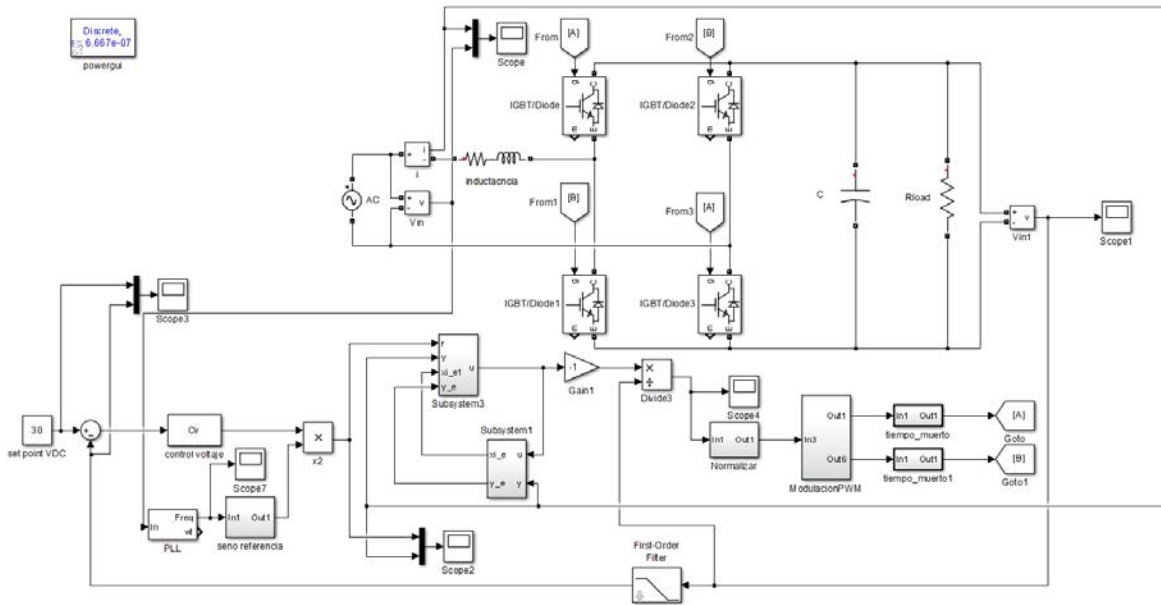 Discrete,
6.667e-07
powergui
Scope
From
[A]
From2
[B]
g
C
m
E
IGBT/Diode
g
C
m
E
IGBT/Diode2
i
+
-
i
inductacncia
AC
+
v
-
Vin
From1
[B]
From3
[A]
C
Rload
+
v
-
Vin1
Scope1
g
C
m
E
IGBT/Diode1
g
C
m
E
IGBT/Diode3
Scope3
r
Y
xi_e1
y_e
u
Subsystem3
-1
Gain1
×
÷
Divide3
Scope4
30
set point VDC
Cv
control voltaje
×
x2
Subsystem1
xi_e
u
y_e
Y
In1
Out1
Normalizar
In3
Out1
Out6
ModulacionPWM
In1
Out1
tiempo_muerto
[A]
Goto
In1
Out1
tiempo_muerto1
[B]
Goto1
Scope7
In
Freq
wt
PLL
In1
Out1
seno referencia
Scope2
First-Order
Filter